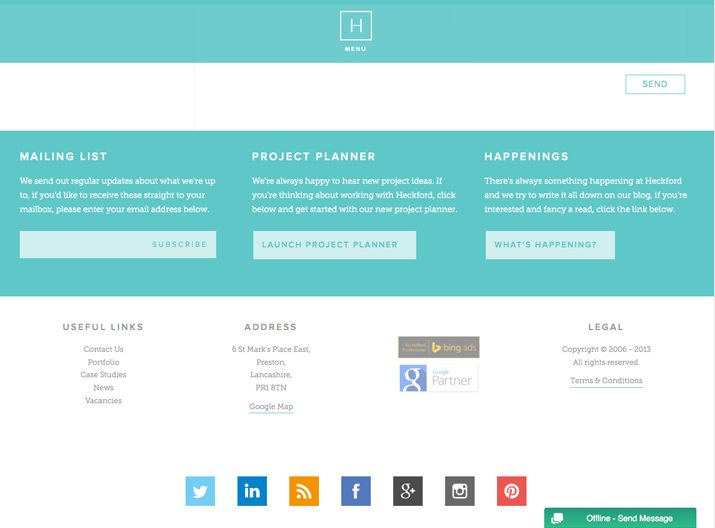 H
MENU
SEND
MAILING LIST
We send out regular updates about what we're up
to, if you'd like to receive these straight to your
mailbox, please enter your email address below.
SUBSCRIBE
PROJECT PLANNER
We're always happy to hear new project ideas. If
you're thinking about working with Heckford, click
below and get started with our new project planner.
LAUNCH PROJECT PLANNER
HAPPENINGS
There's always something happening at Heckford
and we try to write it all down on our blog, if you're
interested and fancy a read, click the link below.
WHAT'S HAPPENING?
USEFUL LINKS
Contact Us
Portfolio
Case Studies
News
Vacancies
ADDRESS
6 St Mark's Place East,
Preston,
Lancashire,
PR1 8TN
Google Map
Accredited
Professional
bing ads
Google
Partner
LEGAL
Copyright © 2006 - 2013
All rights reserved.
Terms & Conditions
in
f
g+
Offline - Send Message